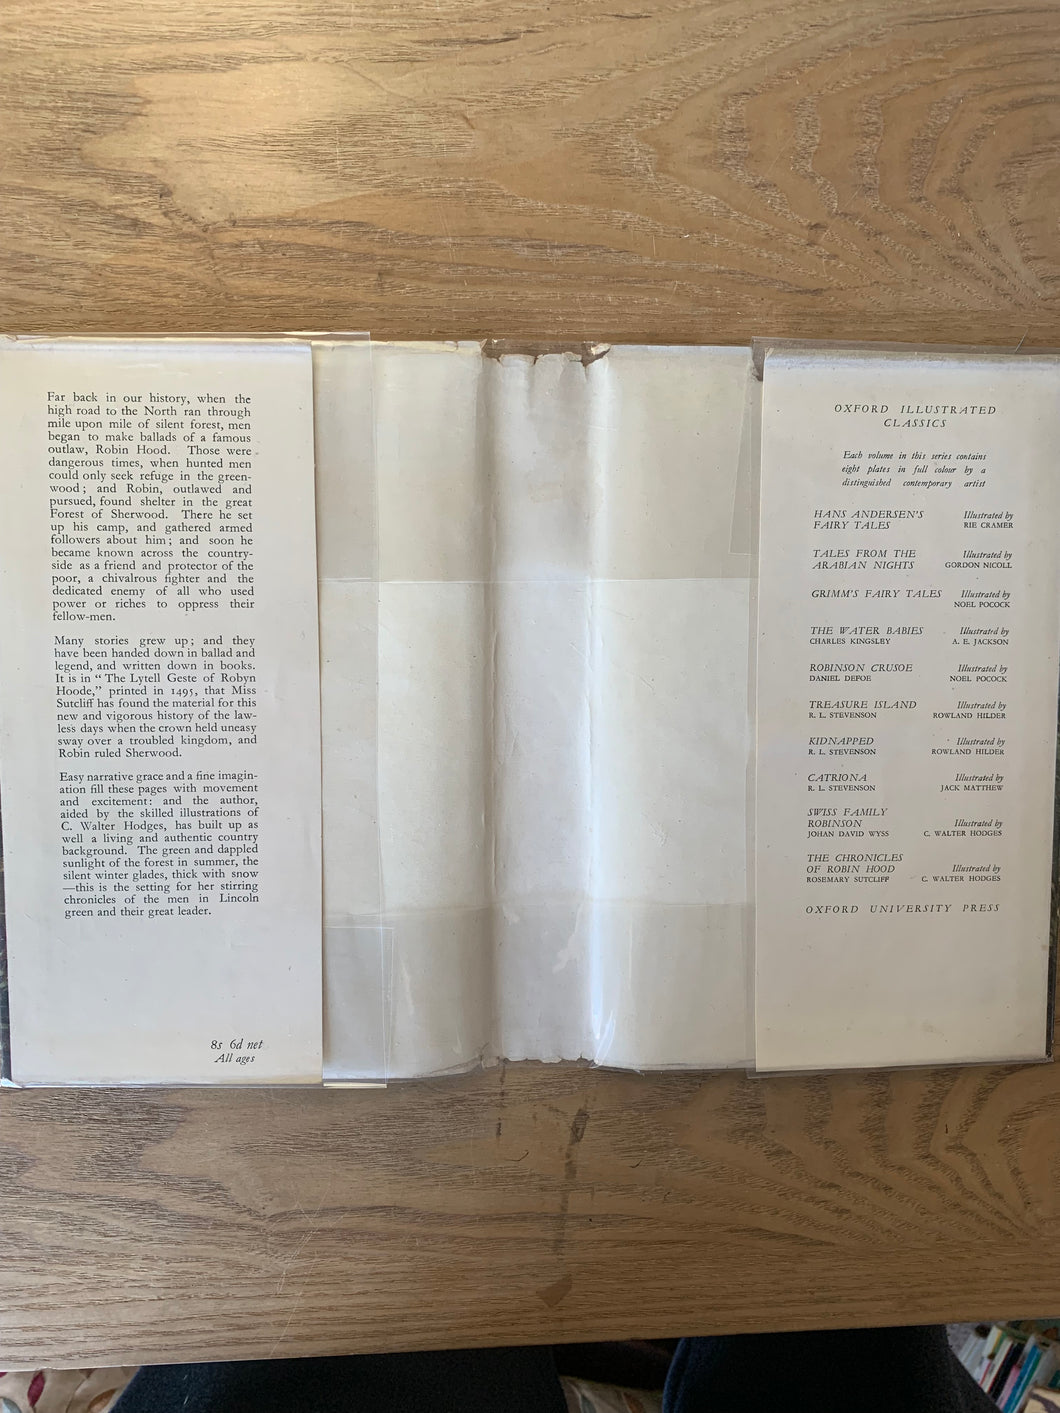 Far back in our history, when the
high road to the North ran through
mile upon mile of silent forest, men
began to make ballads of a famous
outlaw, Robin Hood. Those were
dangerous times, when hunted men
could only seek refuge in the green-
wood; and Robin, outlawed and
pursued, found shelter in the great
Forest of Sherwood. There he set
up his camp, and gathered armed
followers about him; and soon he
became known across the country-
side as a friend and protector of the
poor, a chivalrous fighter and the
dedicated enemy of all who used
power or riches to oppress their
fellow-men.
Many stories grew up; and they
have been handed down in ballad and
legend, and written down in books.
It is in "The Lytell Geste of Robyn
Hoode," printed in 1495, that Miss
Sutcliff has found the material for this
new and vigorous history of the law-
less days when the crown held uneasy
sway over a troubled kingdom, and
Robin ruled Sherwood.
Easy narrative grace and a fine imagin-
ation fill these pages with movement
and excitement: and the author,
aided by the skilled illustrations of
C. Walter Hodges, has built up as
well a living and authentic country
background. The green and dappled
sunlight of the forest in summer, the
silent winter glades, thick with snow
—this is the setting for her stirring
chronicles of the men in Lincoln
green and their great leader.
8s 6d net
All ages
OXFORD ILLUSTRATED
CLASSICS
Each volume in this series contains
eight plates in full colour by a
distinguished contemporary artist
HANS ANDERSEN'S Illustrated by
FAIRY TALES RIE CRAMER
TALES FROM THE Illustrated by
ARABIAN NIGHTS GORDON NICOLL
GRIMM'S FAIRY TALES Illustrated by
NOEL POCOCK
THE WATER BABIES Illustrated by
CHARLES KINGSLEY A. E. JACKSON
ROBINSON CRUSOE Illustrated by
DANIEL DEFOE NOEL POCOCK
TREASURE ISLAND Illustrated by
R. L. STEVENSON ROWLAND HILDER
KIDNAPPED Illustrated by
R. L. STEVENSON ROWLAND HILDER
CATRIONA Illustrated by
R. L. STEVENSON JACK MATTHEW
SWISS FAMILY
ROBINSON Illustrated by
JOHAN DAVID WYSS C. WALTER HODGES
THE CHRONICLES
OF ROBIN HOOD Illustrated by
ROSEMARY SUTCLIFF C. WALTER HODGES
OXFORD UNIVERSITY PRESS